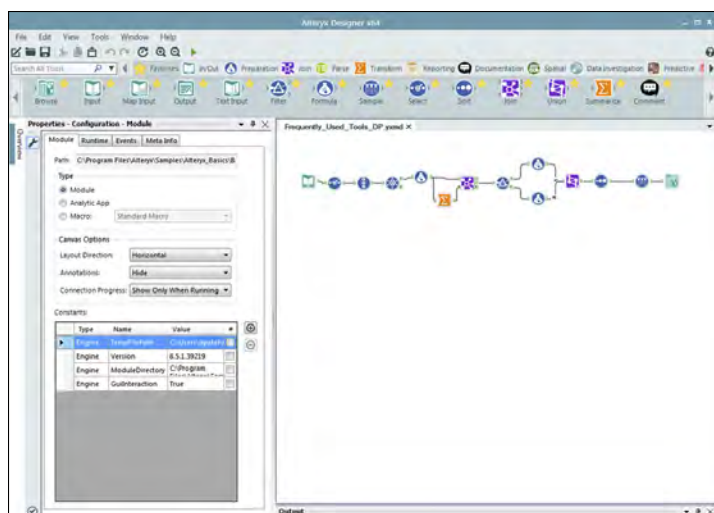 Alteryx Designer x64
File Edit View Tools Window Help
Search All Tools
Favorites In/Out Preparation Join Parse Transform Reporting Documentation Spatial Data Investigation Predictive
Browse Input Map Input Output Text Input Filter Formula Sample Select Sort Join Union Summarize Comment
Overview
Properties - Configuration - Module
Frequently_Used_Tools_DP.yxmd
Module Runtime Events Meta Info
Path: C:\Program Files\Alteryx\Samples\Alteryx_Basics\B
Type
Module
Analytic App
Macro: Standard Macro
Canvas Options
Layout Direction: Horizontal
Annotations: Hide
Connection Progress: Show Only When Running
Constants:
Type Name Value #
Engine TempFilePath
Engine Version 8.5.1.39219
Engine ModuleDirectory C:\Program
Engine GuiInteraction True
Output